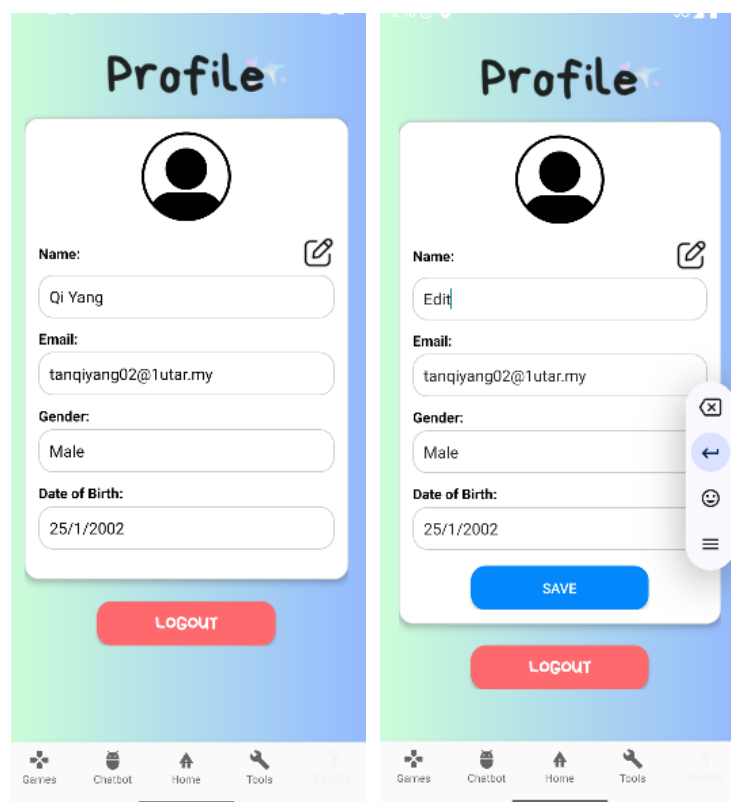 Profile
Name:
Qi Yang
Email:
tanqiyang02@1utar.my
Gender:
Male
Date of Birth:
25/1/2002
LOGOUT
Games
Chatbot
Home
Tools
Profile
Profile
Name:
Edit
Email:
tanqiyang02@1utar.my
Gender:
Male
Date of Birth:
25/1/2002
SAVE
LOGOUT
Games
Chatbot
Home
Tools
Profile